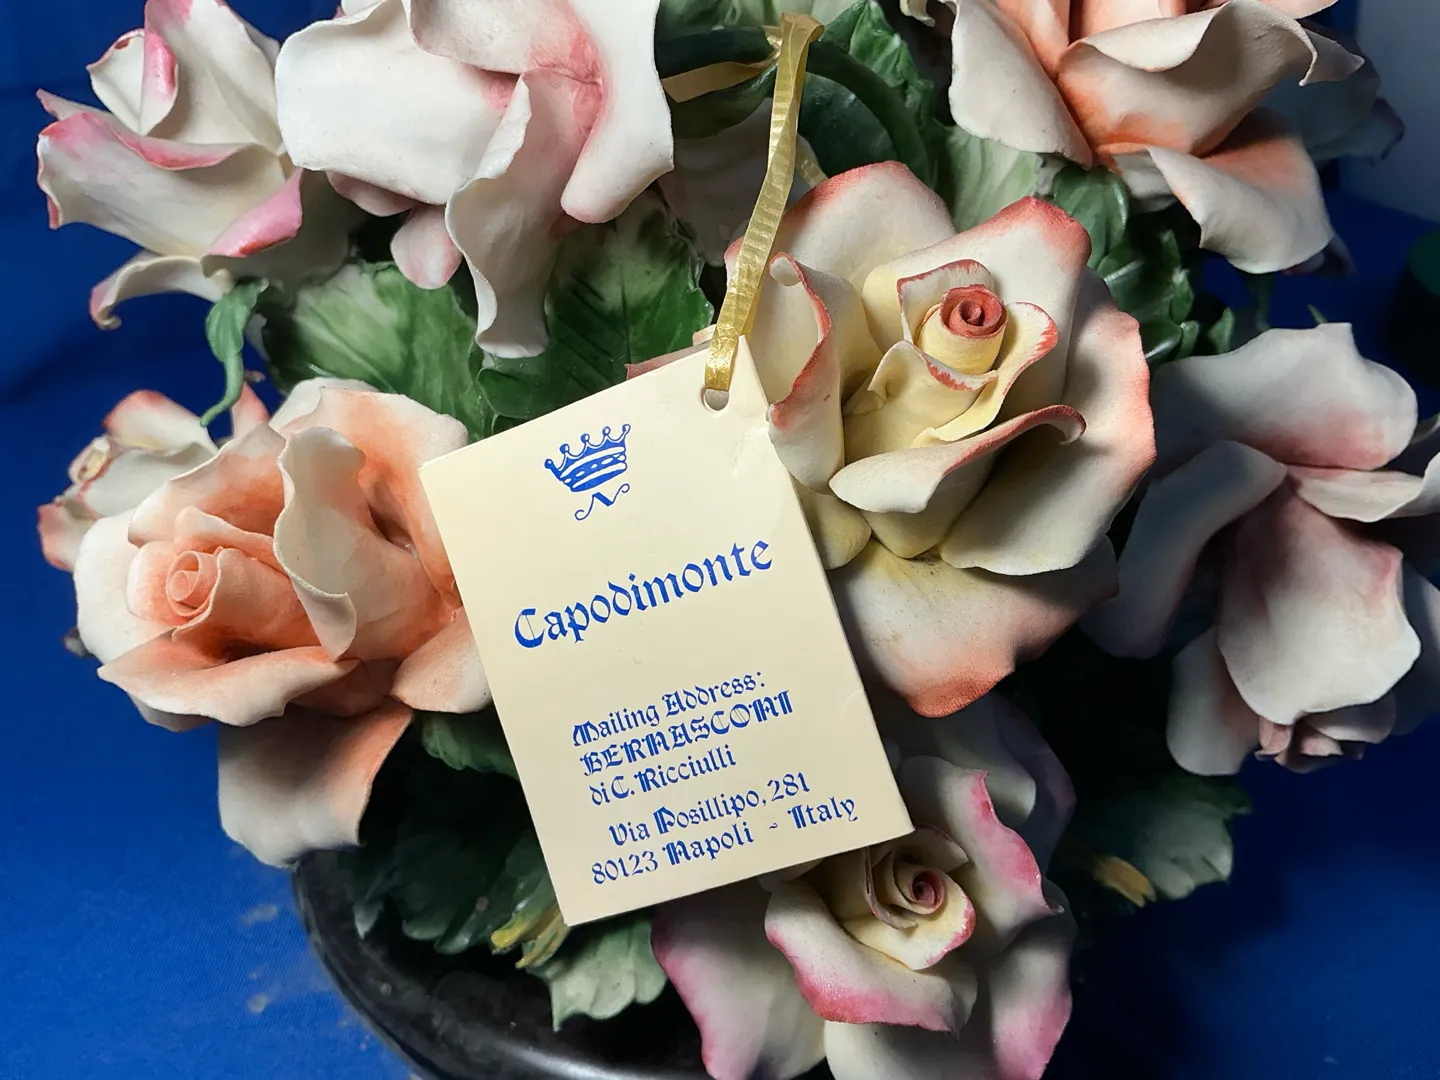 N
Capodimonte
Mailing Address:
BERNASCONI
di C. Ricciulli
Via Posillipo, 281
80123 Napoli - Italy